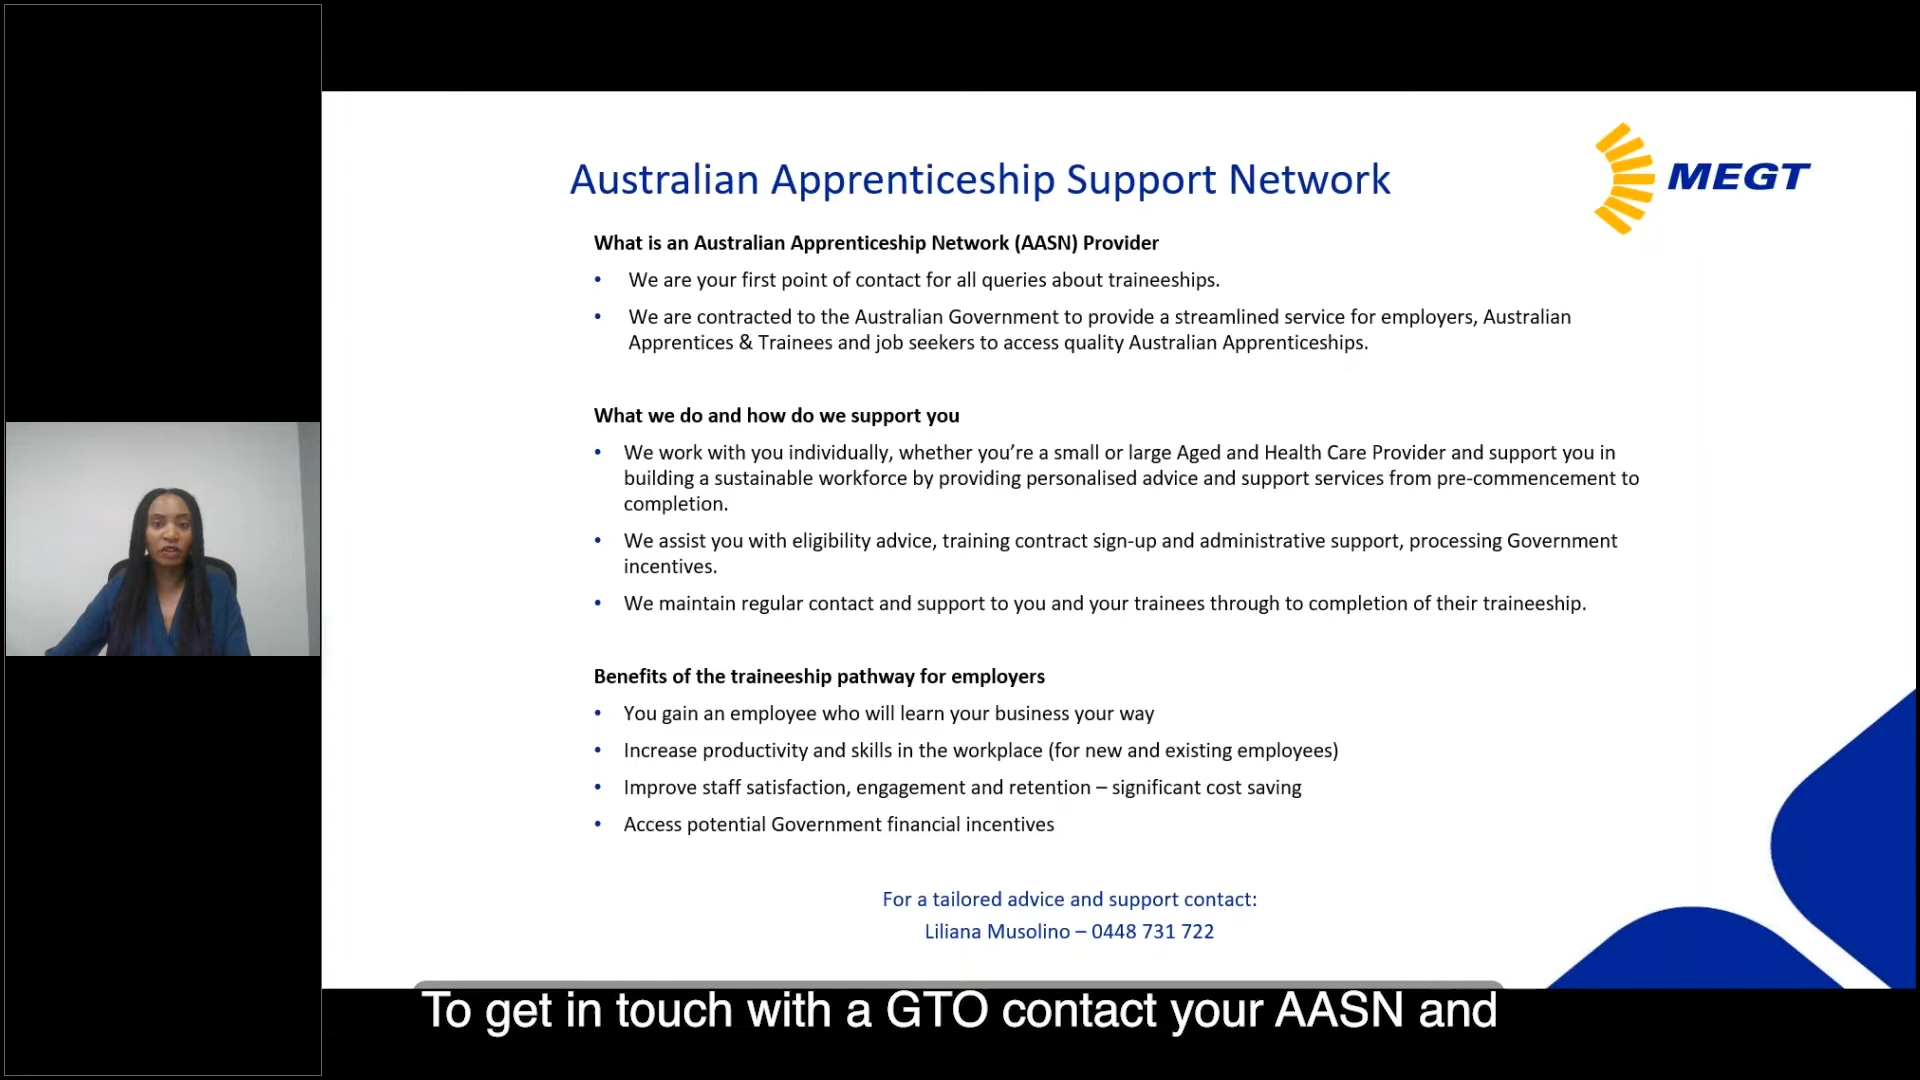 Australian Apprenticeship Support Network
MEGT
What is an Australian Apprenticeship Network (AASN) Provider
• We are your first point of contact for all queries about traineeships.
• We are contracted to the Australian Government to provide a streamlined service for employers, Australian
Apprentices & Trainees and job seekers to access quality Australian Apprenticeships.
What we do and how do we support you
• We work with you individually, whether you’re a small or large Aged and Health Care Provider and support you in
building a sustainable workforce by providing personalised advice and support services from pre-commencement to
completion.
• We assist you with eligibility advice, training contract sign-up and administrative support, processing Government
incentives.
• We maintain regular contact and support to you and your trainees through to completion of their traineeship.
Benefits of the traineeship pathway for employers
• You gain an employee who will learn your business your way
• Increase productivity and skills in the workplace (for new and existing employees)
• Improve staff satisfaction, engagement and retention – significant cost saving
• Access potential Government financial incentives
For a tailored advice and support contact:
Liliana Musolino – 0448 731 722
To get in touch with a GTO contact your AASN and